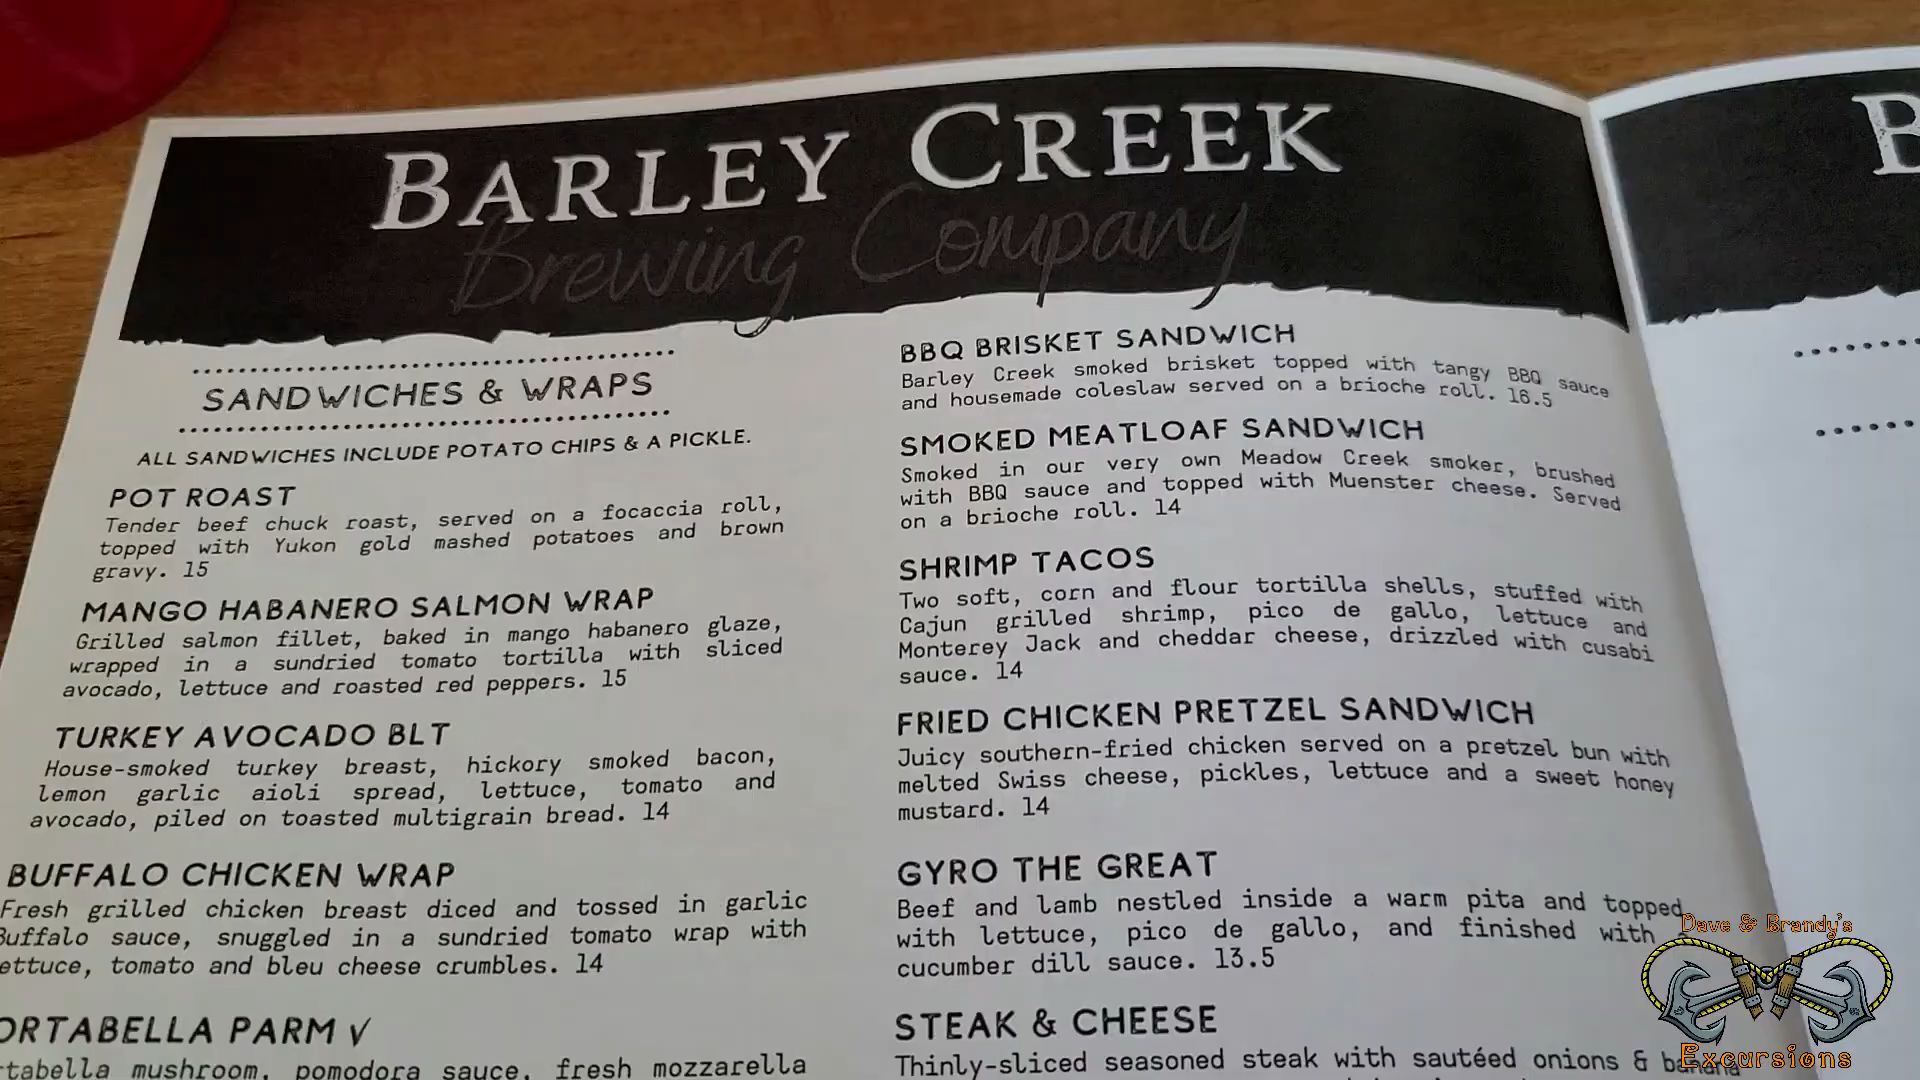 BARLEY CREEK
Brewing Company
SANDWICHES & WRAPS
ALL SANDWICHES INCLUDE POTATO CHIPS & A PICKLE.
POT ROAST
Tender beef chuck roast, served on a focaccia roll,
topped with Yukon gold mashed potatoes and brown
gravy. 15
MANGO HABANERO SALMON WRAP
Grilled salmon fillet, baked in mango habanero glaze,
wrapped in a sundried tomato tortilla with sliced
avocado, lettuce and roasted red peppers. 15
TURKEY AVOCADO BLT
House-smoked turkey breast, hickory smoked bacon,
lemon garlic aioli spread, lettuce, tomato and
avocado, piled on toasted multigrain bread. 14
BUFFALO CHICKEN WRAP
Fresh grilled chicken breast diced and tossed in garlic
Buffalo sauce, snuggled in a sundried tomato wrap with
ettuce, tomato and bleu cheese crumbles. 14
ORTABELLA PARM V
rtabella mushroom, pomodora sauce, fresh mozzarella
BBQ BRISKET SANDWICH
Barley Creek smoked brisket topped with tangy BBQ sauce
and housemade coleslaw served on a brioche roll. 16.5
SMOKED MEATLOAF SANDWICH
Smoked in our very own Meadow Creek smoker, brushed
with BBQ sauce and topped with Muenster cheese. Served
on a brioche roll. 14
SHRIMP TACOS
Two soft, corn and flour tortilla shells, stuffed with
Cajun grilled shrimp, pico de gallo, lettuce and
Monterey Jack and cheddar cheese, drizzled with cusabi
sauce. 14
FRIED CHICKEN PRETZEL SANDWICH
Juicy southern-fried chicken served on a pretzel bun with
melted Swiss cheese, pickles, lettuce and a sweet honey
mustard. 14
GYRO THE GREAT
Beef and lamb nestled inside a warm pita and topped
with lettuce, pico de gallo, and finished with
cucumber dill sauce. 13.5
STEAK & CHEESE
Thinly-sliced seasoned steak with sautéed onions &
B
Dave & Brandy's
Excursions